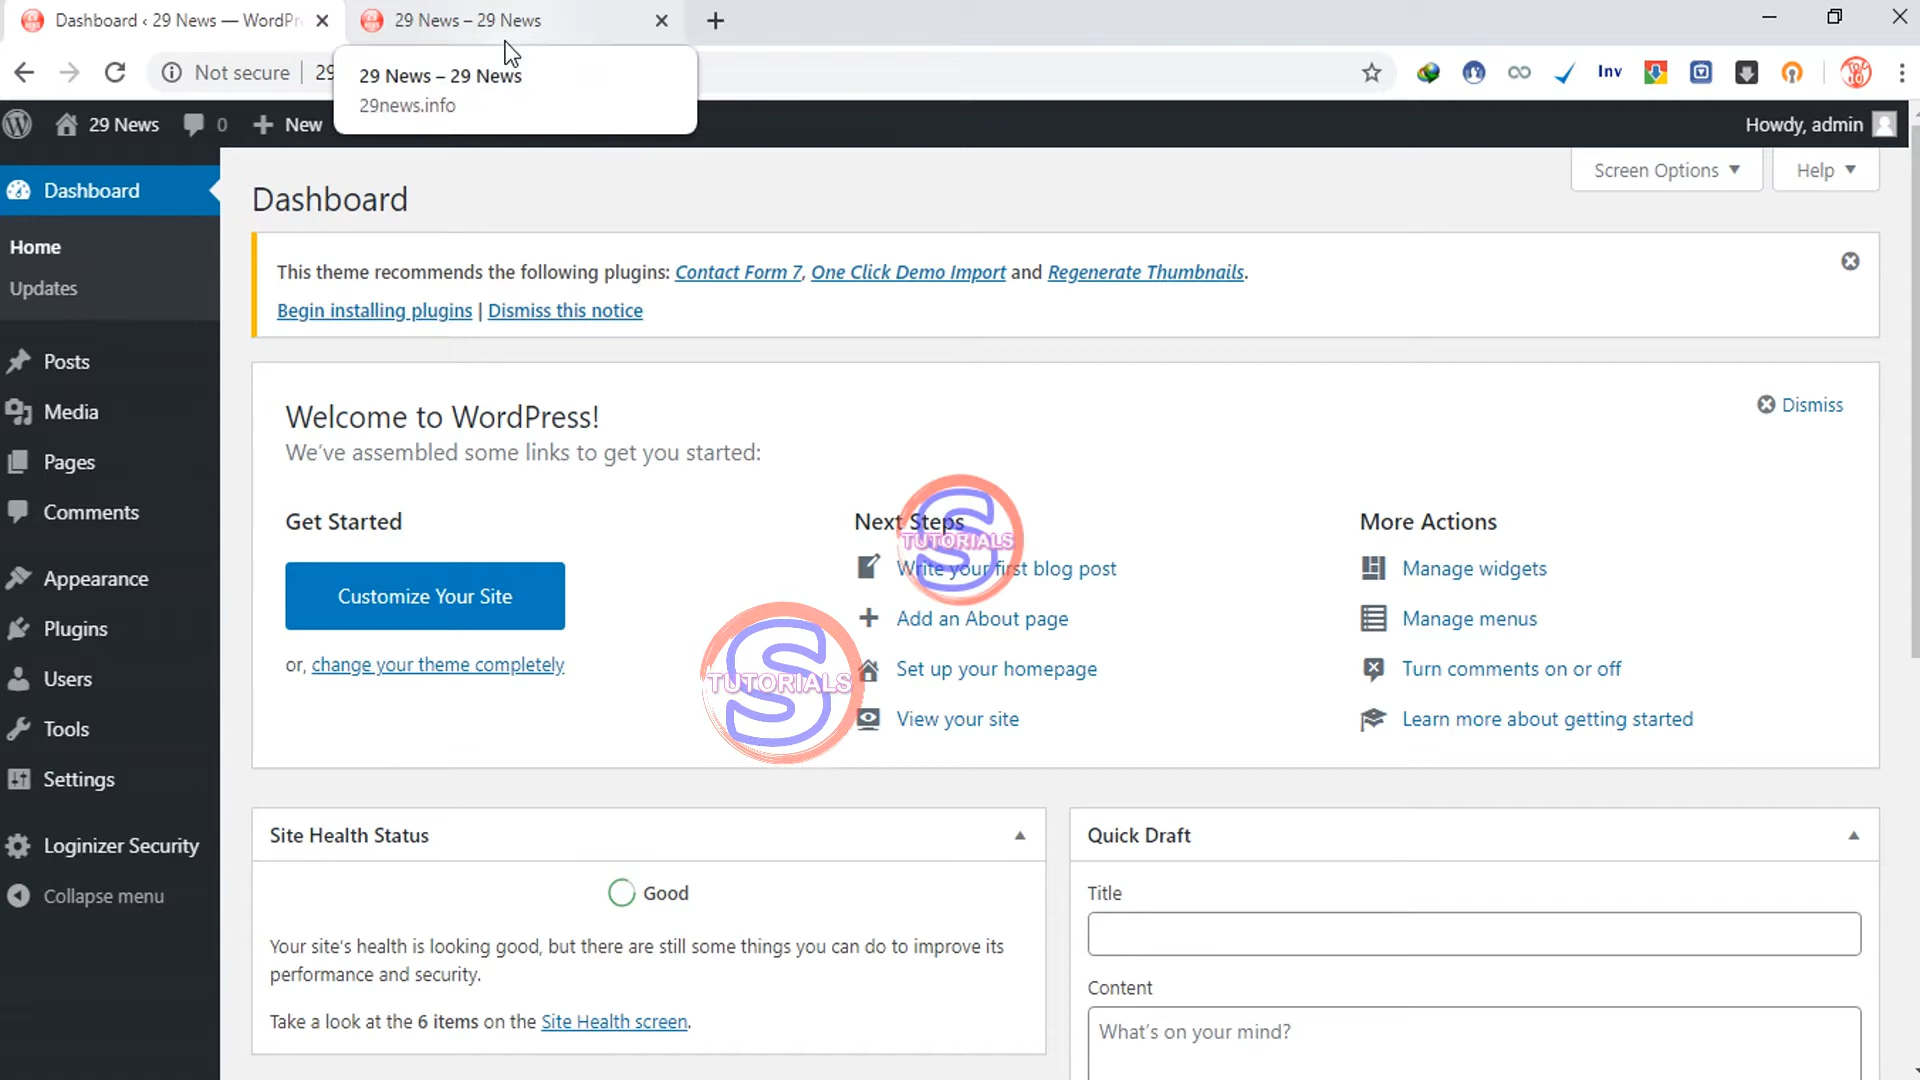 Dashboard ‹ 29 News — WordPr
29 News – 29 News
Not secure
29
Inv
29 News – 29 News
29news.info
29 News
0
New
Howdy, admin
Screen Options
Help
Dashboard
Home
Updates
Posts
Media
Pages
Comments
Appearance
Plugins
Users
Tools
Settings
Loginizer Security
Collapse menu
Dashboard
This theme recommends the following plugins: Contact Form 7, One Click Demo Import and Regenerate Thumbnails.
Begin installing plugins | Dismiss this notice
Welcome to WordPress!
We've assembled some links to get you started:
Dismiss
Get Started
Customize Your Site
or, change your theme completely
Next Steps
Write your first blog post
Add an About page
Set up your homepage
View your site
More Actions
Manage widgets
Manage menus
Turn comments on or off
Learn more about getting started
S
TUTORIALS
S
TUTORIALS
Site Health Status
Good
Your site's health is looking good, but there are still some things you can do to improve its
performance and security.
Take a look at the 6 items on the Site Health screen.
Quick Draft
Title
Content
What's on your mind?